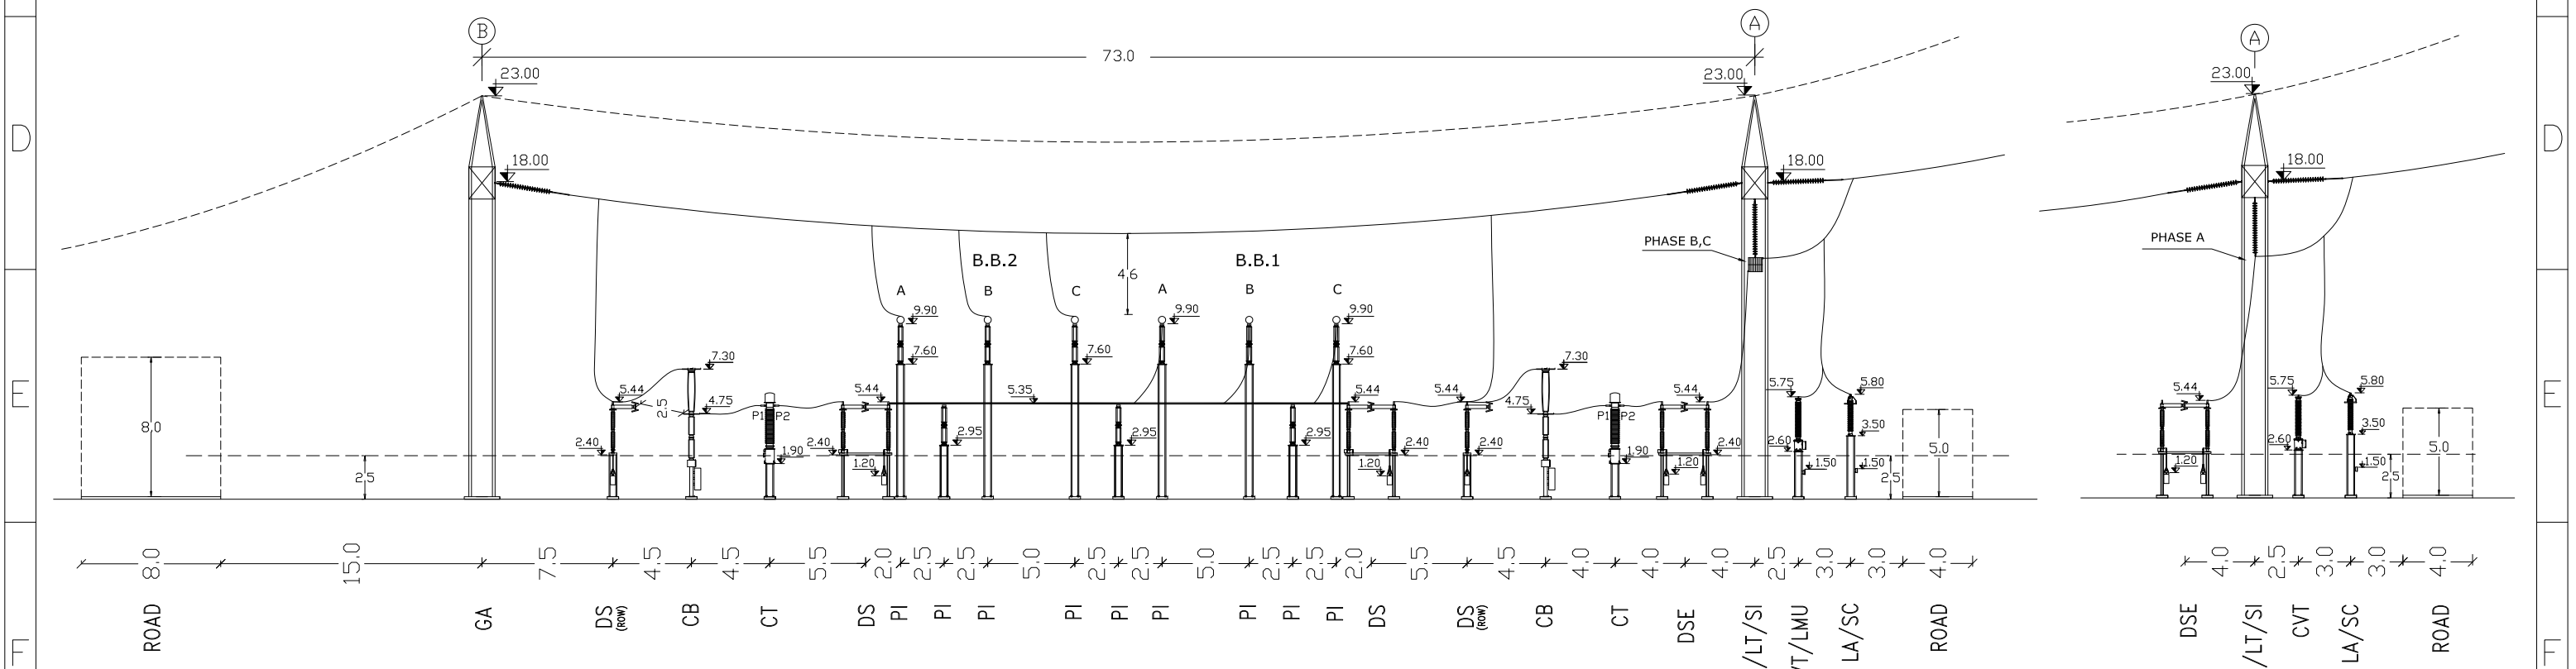 B
A
A
73.0
23.00
23.00
23.00
D
D
18.00
18.00
18.00
PHASE B,C
PHASE A
B.B.2
B.B.1
4.6
A
B
C
A
B
C
9.90
9.90
9.90
7.60
7.60
7.60
7.30
7.30
E
E
8.0
5.44
2.5
4.75
P1
P2
5.44
5.35
5.44
5.44
4.75
P1
P2
5.44
5.75
5.80
5.44
5.75
5.80
2.40
1.90
2.40
1.20
2.95
2.95
2.95
2.40
1.20
2.40
1.90
1.20
2.40
2.60
3.50
1.50
1.50
5.0
1.20
2.60
3.50
1.50
5.0
2.5
2.5
2.5
8.0
15.0
7.5
4.5
4.5
5.5
2.0
2.5
2.5
5.0
2.5
2.5
5.0
2.5
2.5
2.0
5.5
4.5
4.0
4.0
4.0
2.5
3.0
3.0
4.0
4.0
2.5
3.0
3.0
4.0
ROAD
GA
DS
(ROW)
CB
CT
DS
PI
PI
PI
PI
PI
PI
PI
PI
PI
DS
DS
(ROW)
CB
CT
DSE
/LT/SI
VT/LMU
LA/SC
ROAD
DSE
/LT/SI
CVT
LA/SC
ROAD
F
F